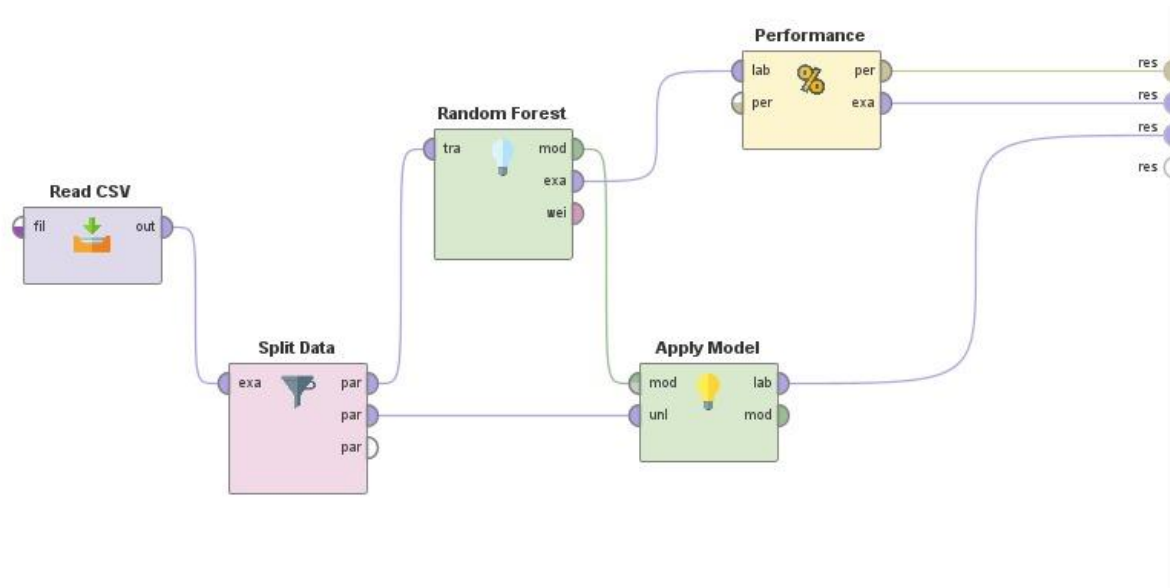 Performance
lab per
per exa
res
res
res
res
Random Forest
tra mod
exa
wei
Read CSV
fil out
Split Data
exa par
par
par
Apply Model
mod lab
unl mod